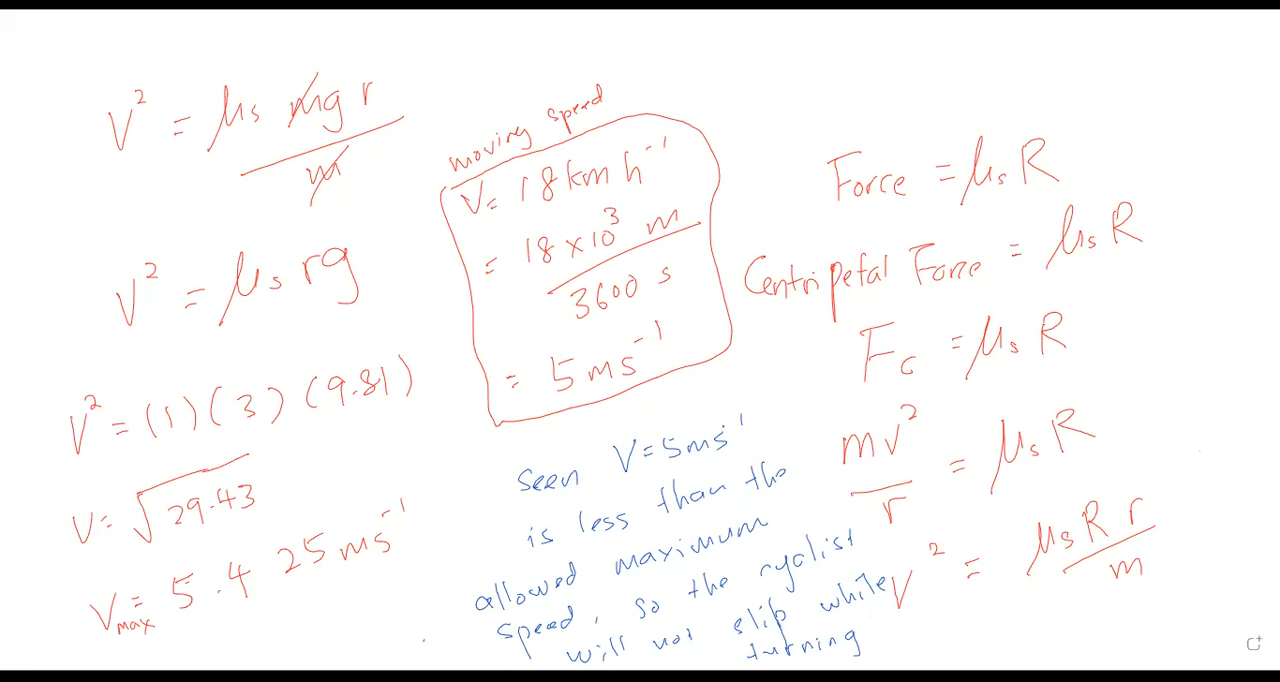 V² = μs mg r / m
V² = μs rg
V² = (1)(3)(9.81)
V = √29.43
Vmax = 5.425 ms⁻¹
moving speed
V = 18 km h⁻¹
= 18 × 10³ m / 3600 s
= 5 ms⁻¹
Seen V = 5 ms⁻¹
is less than the
allowed maximum
speed, so the cyclist
will not slip while
turning
Force = μs R
Centripetal Force = μs R
Fc = μs R
mv² / r = μs R
V² = μs R r / m